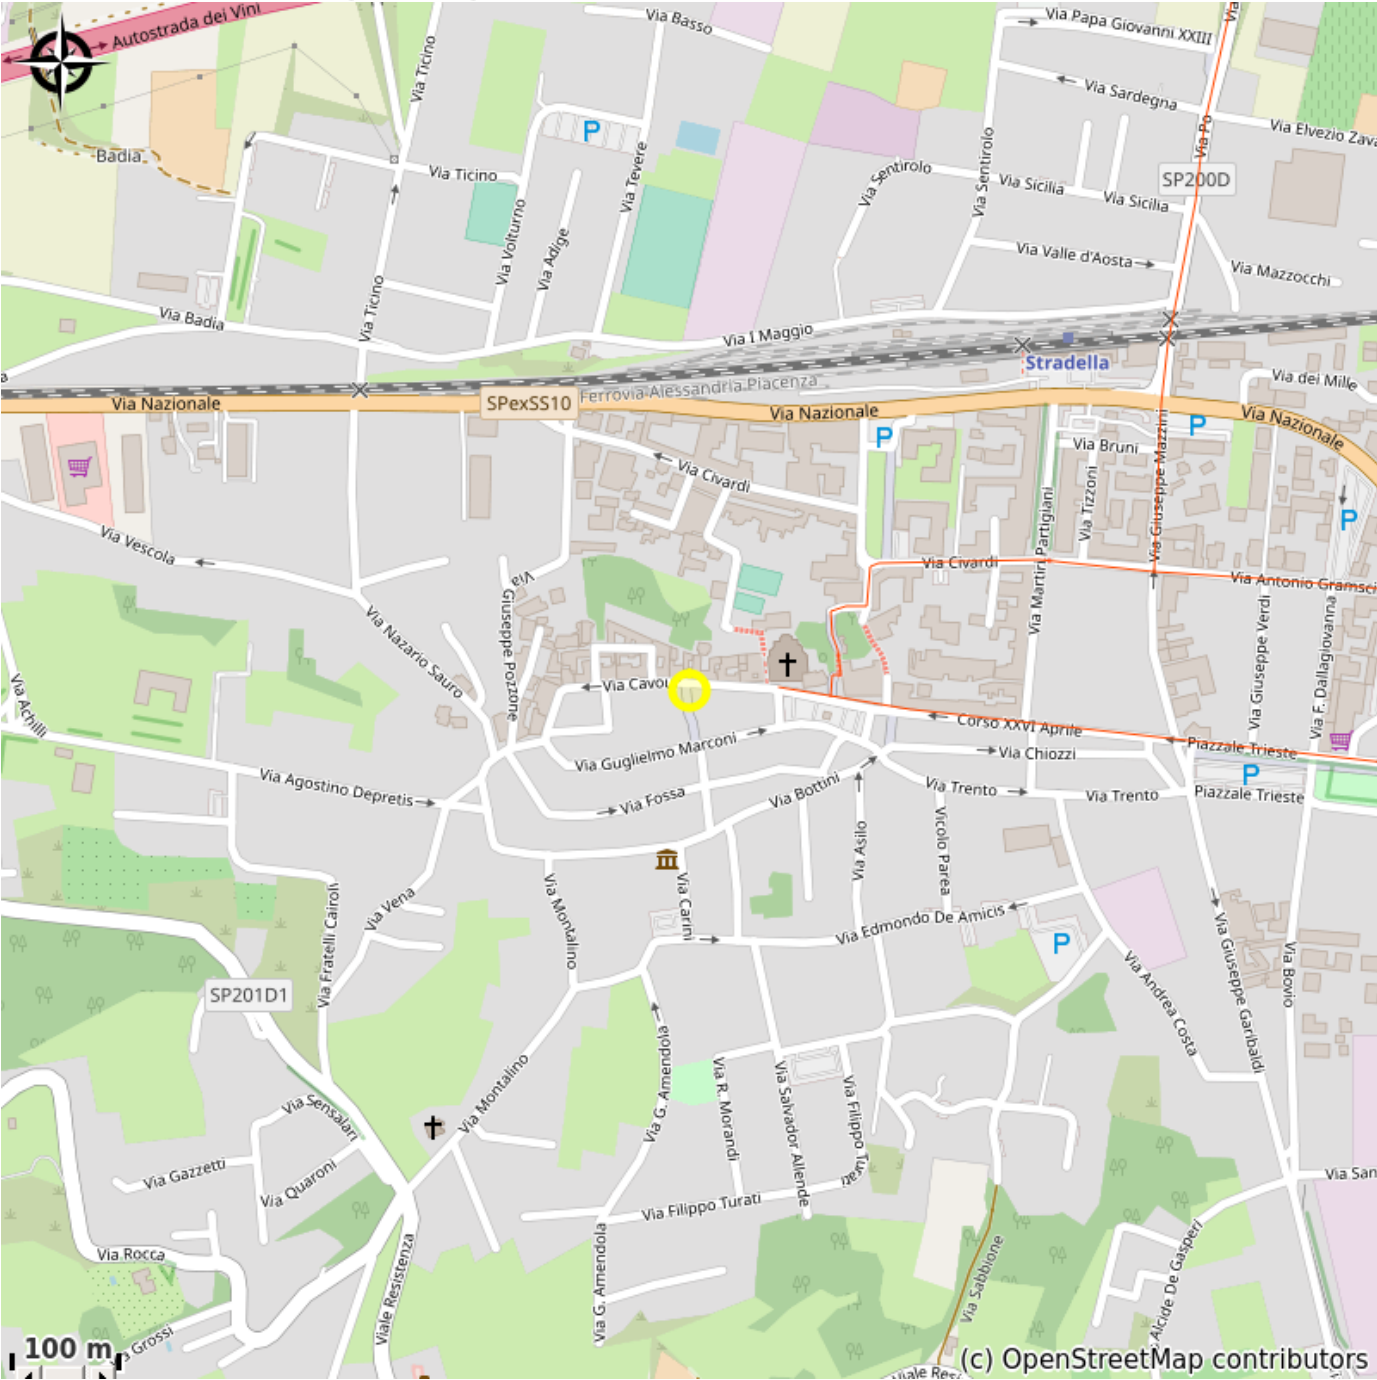 Autostrada dei Vini
Via Ticino
Via Basso
Via Papa Giovanni XXIII
Via Sardegna
Via Po
Via Elvezio Zava
P
Badia
Via Ticino
Via Tevere
Via Sentirolo
Via Sentirolo
Via Sicilia
Via Sicilia
SP200D
Via Volturno
Via Adige
Via Valle d'Aosta
Via Mazzocchi
Via Ticino
Via Badia
Via I Maggio
Stradella
Ferrovia Alessandria Piacenza
Via Nazionale
SPexSS10
Via Nazionale
Via dei Mille
Via Nazionale
P
P
Via Bruni
Via Civardi
Via Tizzoni
Via Giuseppe Mazzini
P
Via Vescola
Via Martiri Partigiani
Via Civardi
Via Antonio Gramsci
Via Giuseppe Pozzone
Via Nazario Sauro
Via Giuseppe Verdi
Via F. Dallagiovanna
Via Achilli
Via Cavou
Corso XXVI Aprile
Via Guglielmo Marconi
Via Chiozzi
Piazzale Trieste
P
Via Agostino Depretis
Via Fossa
Via Bottini
Via Trento
Via Trento
Piazzale Trieste
Via Asilo
Vicolo Parea
Via Carini
Via Montalino
Via Vena
Via Fratelli Cairoli
Via Edmondo De Amicis
P
Via Giuseppe Garibaldi
Via Bovio
Via Andrea Costa
SP201D1
Via G. Amendola
Via Montalino
Via R. Morandi
Via Salvador Allende
Via Filippo Turati
Via Sensalari
Via Gazzetti
Via Quaroni
Via San
Via Filippo Turati
Via Rocca
Viale Resistenza
Via G. Amendola
Via Sabbione
Alcide De Gasperi
Grossi
100 m
(c) OpenStreetMap contributors